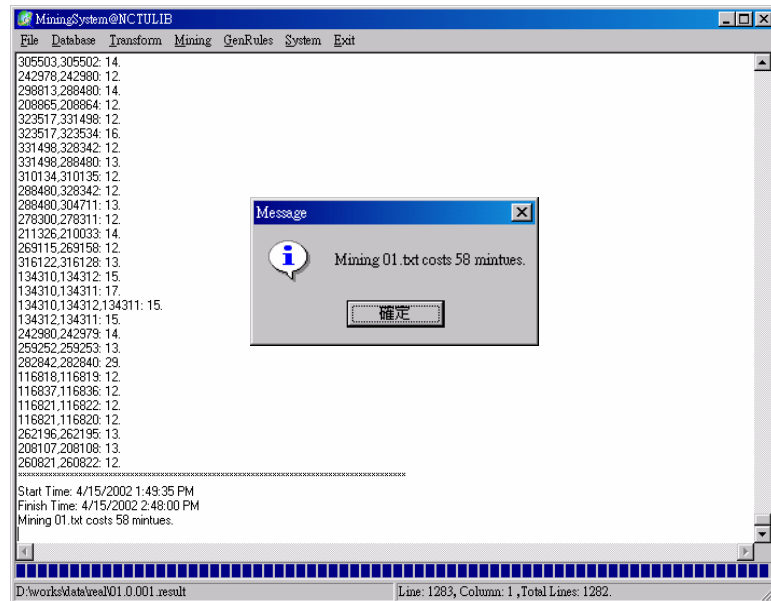 MiningSystem@NCTULIB
File Database Transform Mining GenRules System Exit
305503,305502: 14.
242978,242980: 12.
298813,288480: 14.
208865,208864: 12.
323517,331498: 12.
323517,323534: 16.
331498,328342: 12.
331498,288480: 13.
310134,310135: 12.
288480,328342: 12.
288480,304711: 13.
278300,278311: 12.
211326,210033: 14.
269115,269158: 12.
316122,316128: 13.
134310,134312: 15.
134310,134311: 17.
134310,134312,134311: 15.
134312,134311: 15.
242980,242979: 14.
259252,259253: 13.
282842,282840: 29.
116818,116819: 12.
116837,116836: 12.
116821,116822: 12.
116821,116820: 12.
262196,262195: 13.
208107,208108: 13.
260821,260822: 12.
Start Time: 4/15/2002 1:49:35 PM
Finish Time: 4/15/2002 2:48:00 PM
Mining 01.txt costs 58 mintues.
Message
Mining 01.txt costs 58 mintues.
確定
D:\works\data\real\01.0.001.result
Line: 1283, Column: 1 ,Total Lines: 1282.